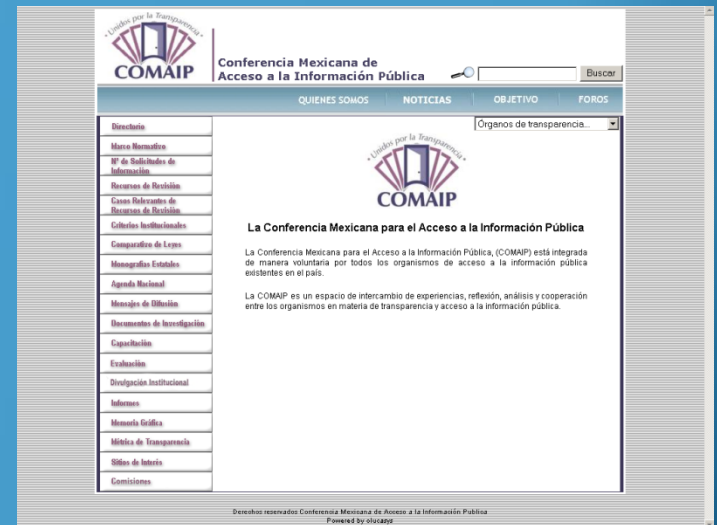 Unidos por la Transparencia.
COMAIP
Conferencia Mexicana de
Acceso a la Información Pública
Buscar
QUIENES SOMOS
NOTICIAS
OBJETIVO
FOROS
Órganos de transparencia...
Directorio
Marco Normativo
Nº de Solicitudes de
Información
Recursos de Revisión
Casos Relevantes de
Recursos de Revisión
Criterios Institucionales
Comparativo de Leyes
Monografías Estatales
Agenda Nacional
Mensajes de Difusión
Documentos de Investigación
Capacitación
Evaluación
Divulgación Institucional
Informes
Memoria Gráfica
Métrica de Transparencia
Sitios de Interés
Comisiones
Unidos por la Transparencia.
COMAIP
La Conferencia Mexicana para el Acceso a la Información Pública
La Conferencia Mexicana para el Acceso a la Información Pública, (COMAIP) está integrada
de manera voluntaria por todos los organismos de acceso a la información pública
existentes en el país.
La COMAIP es un espacio de intercambio de experiencias, reflexión, análisis y cooperación
entre los organismos en materia de transparencia y acceso a la información pública.
Derechos reservados Conferencia Mexicana de Acceso a la Información Publica
Powered by olucasys